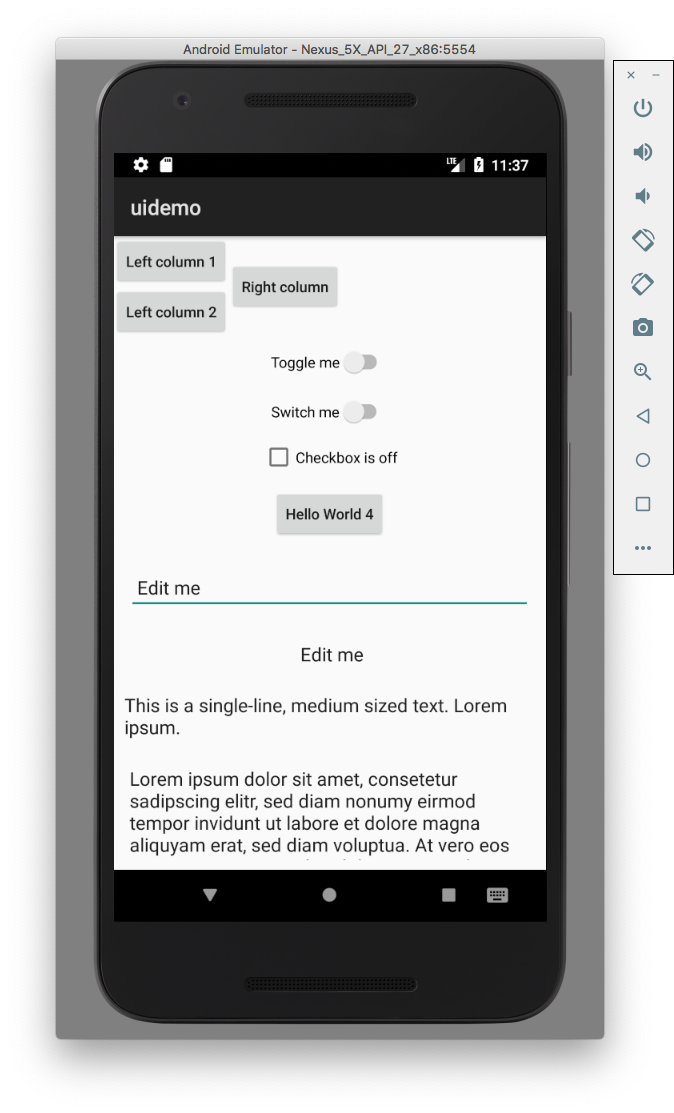 Android Emulator - Nexus_5X_API_27_x86:5554
LTE 11:37
uidemo
Left column 1
Right column
Left column 2
Toggle me
Switch me
Checkbox is off
Hello World 4
Edit me
Edit me
This is a single-line, medium sized text. Lorem
ipsum.
Lorem ipsum dolor sit amet, consetetur
sadipscing elitr, sed diam nonumy eirmod
tempor invidunt ut labore et dolore magna
aliquyam erat, sed diam voluptua. At vero eos